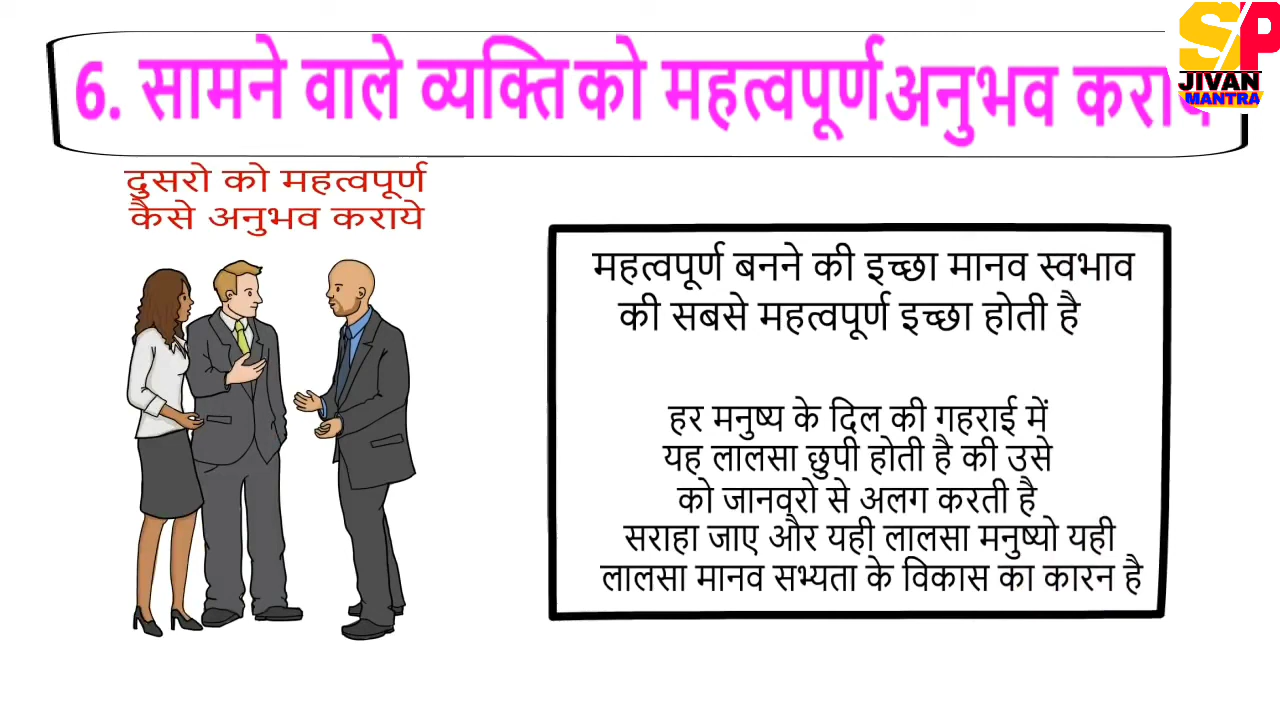 6. सामने वाले व्यक्ति को महत्वपूर्ण अनुभव
SP
JIVAN
MANTRA
दुसरो को महत्वपूर्ण
कैसे अनुभव कराये
महत्वपूर्ण बनने की इच्छा मानव स्वभाव
की सबसे महत्वपूर्ण इच्छा होती है
हर मनुष्य के दिल की गहराई में
यह लालसा छुपी होती है की उसे
को जानवरो से अलग करती है
सराहा जाए और यही लालसा मनुष्यो यही
लालसा मानव सभ्यता के विकास का कारन है